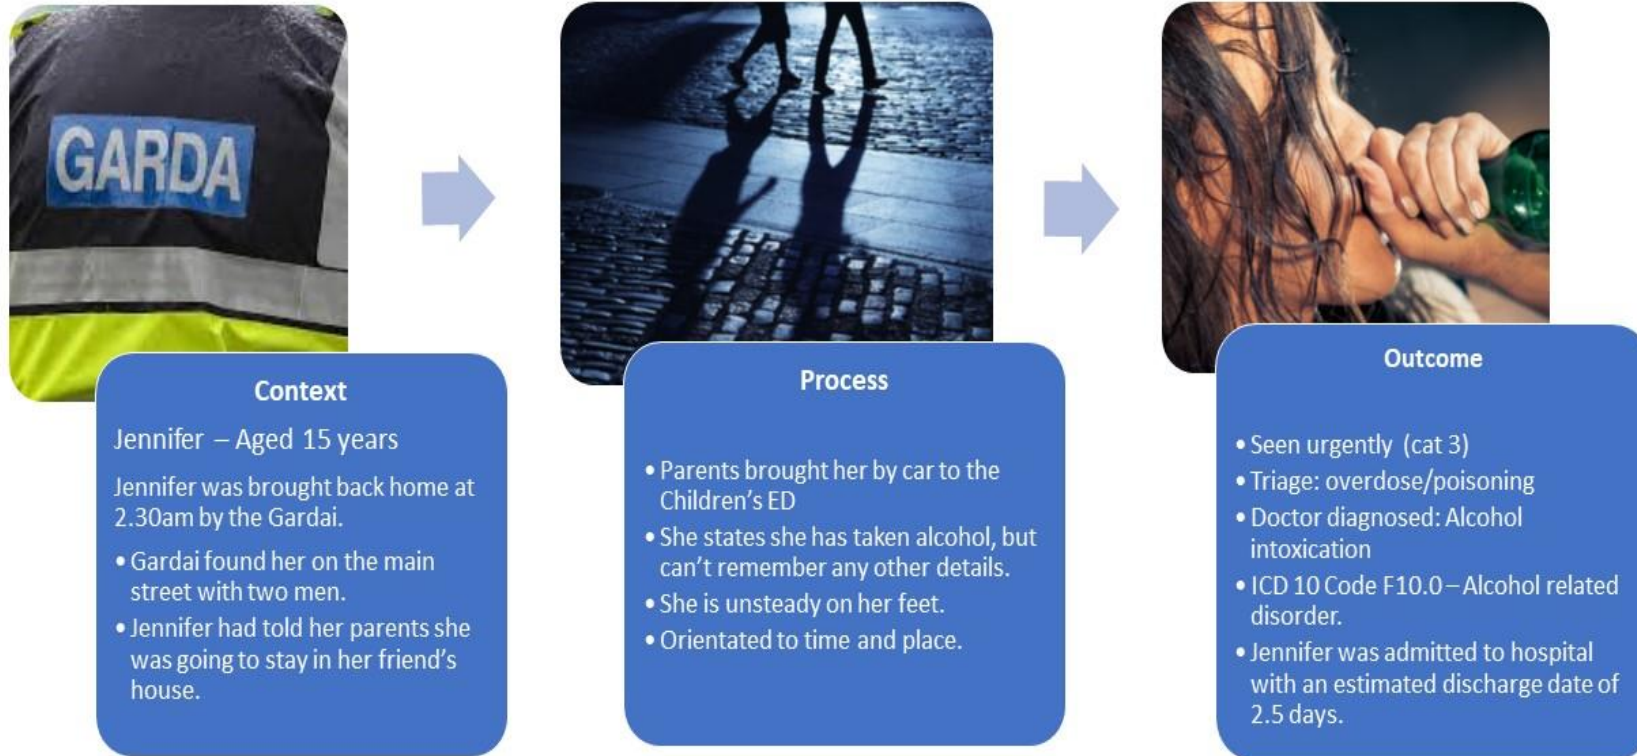 GARDA
Context
Jennifer – Aged 15 years
Jennifer was brought back home at
2.30am by the Gardai.
• Gardai found her on the main
street with two men.
• Jennifer had told her parents she
was going to stay in her friend's
house.
Process
• Parents brought her by car to the
Children's ED
• She states she has taken alcohol, but
can't remember any other details.
• She is unsteady on her feet.
• Orientated to time and place.
Outcome
• Seen urgently (cat 3)
• Triage: overdose/poisoning
• Doctor diagnosed: Alcohol
intoxication
• ICD 10 Code F10.0 – Alcohol related
disorder.
• Jennifer was admitted to hospital
with an estimated discharge date of
2.5 days.